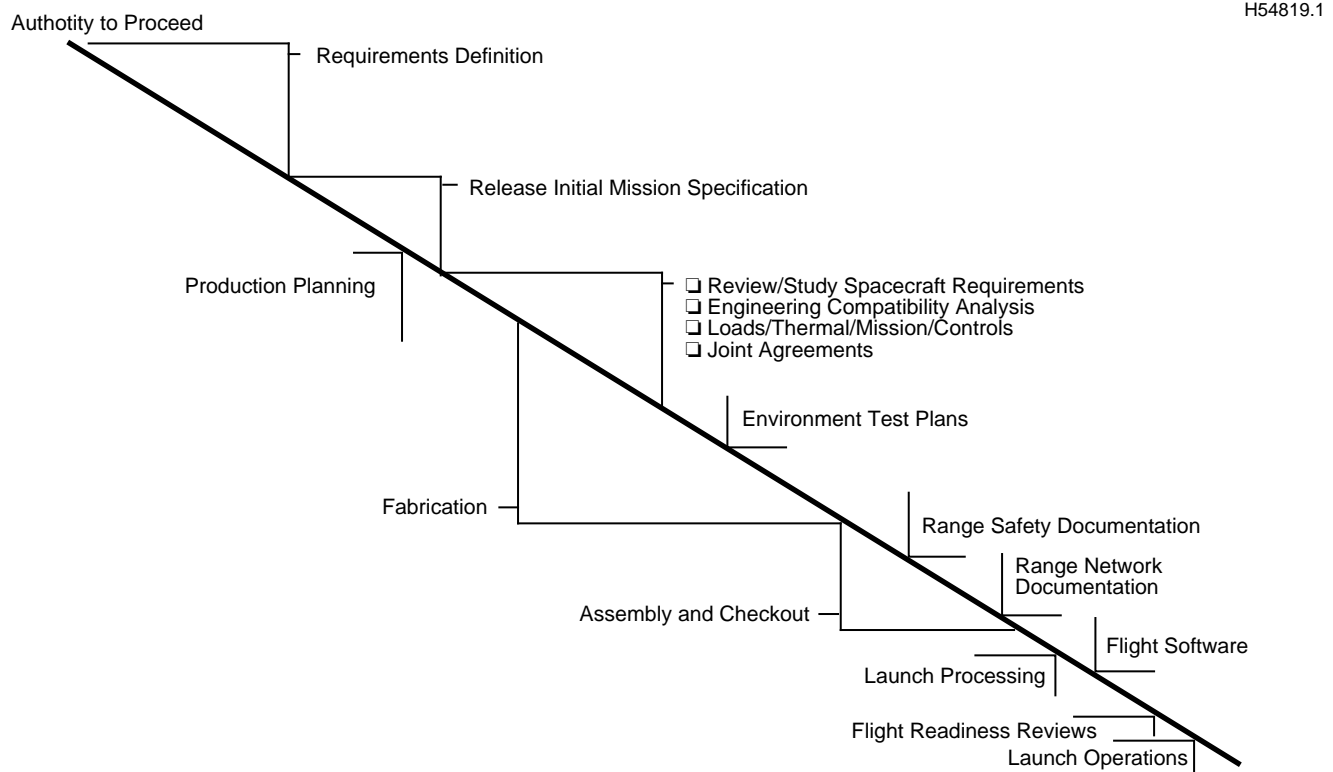 H54819.1
Authotity to Proceed
Requirements Definition
Release Initial Mission Specification
Production Planning
❏ Review/Study Spacecraft Requirements
❏ Engineering Compatibility Analysis
❏ Loads/Thermal/Mission/Controls
❏ Joint Agreements
Environment Test Plans
Fabrication
Range Safety Documentation
Range Network
Documentation
Assembly and Checkout
Flight Software
Launch Processing
Flight Readiness Reviews
Launch Operations